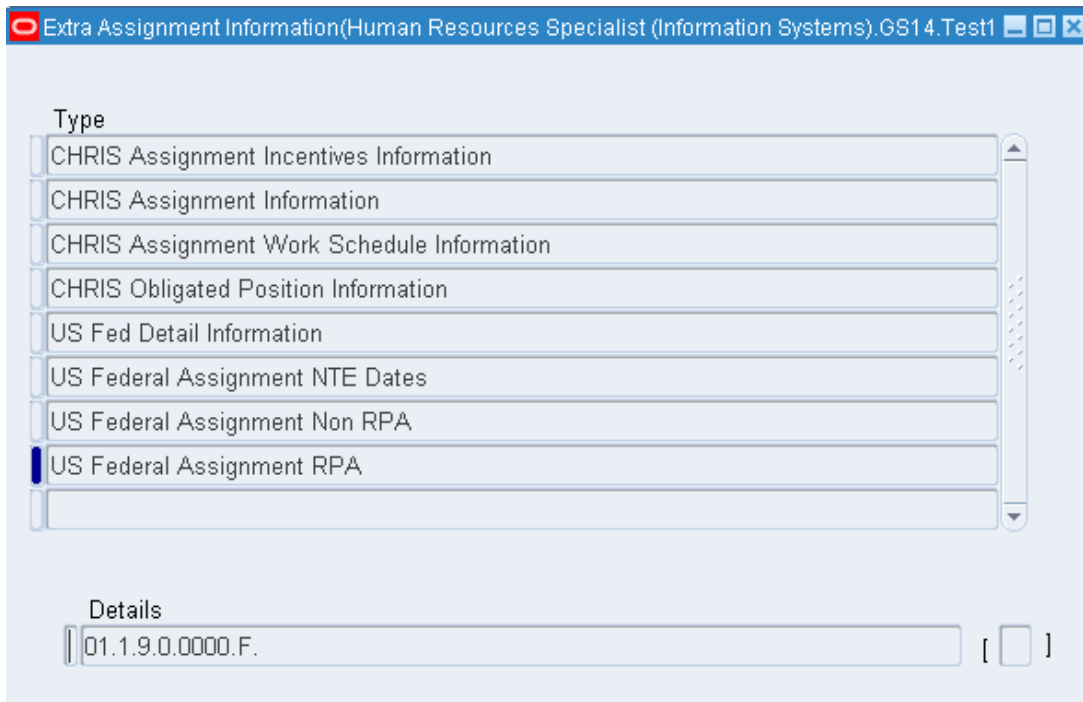 Extra Assignment Information(Human Resources Specialist (Information Systems).GS14.Test1
Type
CHRIS Assignment Incentives Information
CHRIS Assignment Information
CHRIS Assignment Work Schedule Information
CHRIS Obligated Position Information
US Fed Detail Information
US Federal Assignment NTE Dates
US Federal Assignment Non RPA
US Federal Assignment RPA
Details
01.1.9.0.0000.F. [ ]